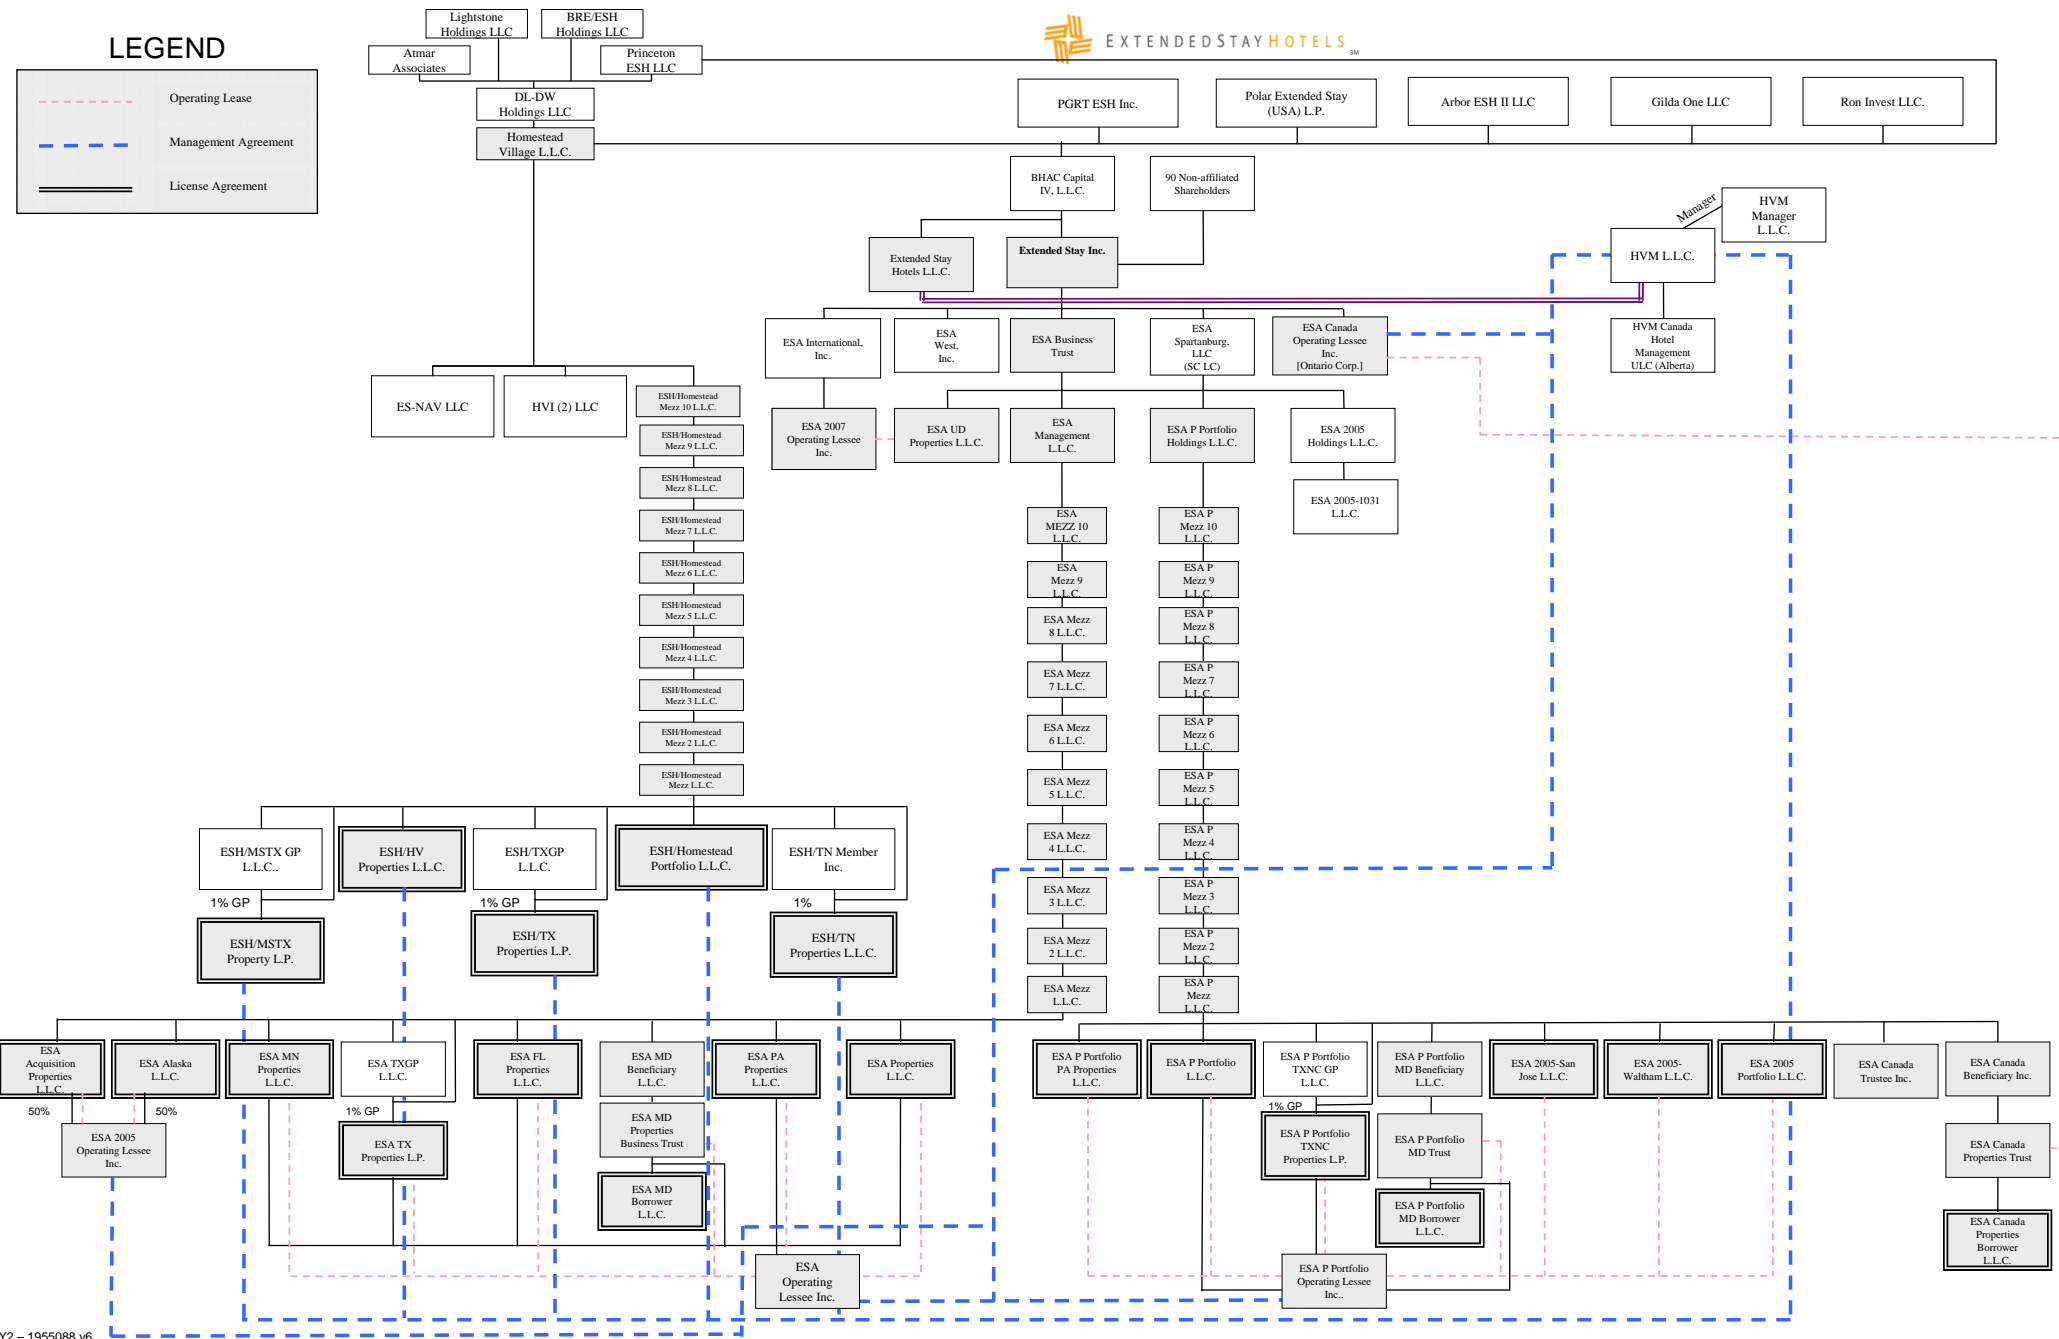 Lightstone
Holdings LLC
BRE/ESH
Holdings LLC
LEGEND
Atmar
Associates
Princeton
ESH LLC
EXTENDEDSTAYHOTELS
SM
Operating Lease
Management Agreement
License Agreement
DL-DW
Holdings LLC
Homestead
Village L.L.C.
PGRT ESH Inc.
Polar Extended Stay
(USA) L.P.
Arbor ESH II LLC
Gilda One LLC
Ron Invest LLC.
BHAC Capital
IV, L.L.C.
90 Non-affiliated
Shareholders
Manager
HVM
Manager
L.L.C.
Extended Stay
Hotels L.L.C.
Extended Stay Inc.
HVM L.L.C.
ESA International,
Inc.
ESA
West,
Inc.
ESA Business
Trust
ESA
Spartanburg,
LLC
(SC LC)
ESA Canada
Operating Lessee
Inc.
[Ontario Corp.]
HVM Canada
Hotel
Management
ULC (Alberta)
ES-NAV LLC
HVI (2) LLC
ESH/Homestead
Mezz 10 L.L.C.
ESH/Homestead
Mezz 9 L.L.C.
ESH/Homestead
Mezz 8 L.L.C.
ESH/Homestead
Mezz 7 L.L.C.
ESH/Homestead
Mezz 6 L.L.C.
ESH/Homestead
Mezz 5 L.L.C.
ESH/Homestead
Mezz 4 L.L.C.
ESH/Homestead
Mezz 3 L.L.C.
ESH/Homestead
Mezz 2 L.L.C.
ESH/Homestead
Mezz L.L.C.
ESA 2007
Operating Lessee
Inc.
ESA UD
Properties L.L.C.
ESA
Management
L.L.C.
ESA P Portfolio
Holdings L.L.C.
ESA 2005
Holdings L.L.C.
ESA 2005-1031
L.L.C.
ESA
MEZZ 10
L.L.C.
ESA
Mezz 9
L.L.C.
ESA Mezz
8 L.L.C.
ESA Mezz
7 L.L.C.
ESA Mezz
6 L.L.C.
ESA Mezz
5 L.L.C.
ESA Mezz
4 L.L.C.
ESA Mezz
3 L.L.C.
ESA Mezz
2 L.L.C.
ESA Mezz
L.L.C.
ESA P
Mezz 10
L.L.C.
ESA P
Mezz 9
L.L.C.
ESA P
Mezz 8
L.L.C.
ESA P
Mezz 7
L.L.C.
ESA P
Mezz 6
L.L.C.
ESA P
Mezz 5
L.L.C.
ESA P
Mezz 4
L.L.C.
ESA P
Mezz 3
L.L.C.
ESA P
Mezz 2
L.L.C.
ESA P
Mezz
L.L.C.
ESH/MSTX GP
L.L.C..
ESH/HV
Properties L.L.C.
ESH/TXGP
L.L.C.
ESH/Homestead
Portfolio L.L.C.
ESH/TN Member
Inc.
1% GP
1% GP
1%
ESH/MSTX
Property L.P.
ESH/TX
Properties L.P.
ESH/TN
Properties L.L.C.
ESA
Acquisition
Properties
L.L.C.
ESA Alaska
L.L.C.
ESA MN
Properties
L.L.C.
ESA TXGP
L.L.C.
ESA FL
Properties
L.L.C.
ESA MD
Beneficiary
L.L.C.
ESA PA
Properties
L.L.C.
ESA Properties
L.L.C.
ESA P Portfolio
PA Properties
L.L.C.
ESA P Portfolio
L.L.C.
ESA P Portfolio
TXNC GP
L.L.C.
ESA P Portfolio
MD Beneficiary
L.L.C.
ESA 2005-San
Jose L.L.C.
ESA 2005-
Waltham L.L.C.
ESA 2005
Portfolio L.L.C.
ESA Canada
Trustee Inc.
ESA Canada
Beneficiary Inc.
50%
50%
1% GP
1% GP
ESA 2005
Operating Lessee
Inc.
ESA TX
Properties L.P.
ESA MD
Properties
Business Trust
ESA MD
Borrower
L.L.C.
ESA P Portfolio
TXNC
Properties L.P.
ESA P Portfolio
MD Trust
ESA P Portfolio
MD Borrower
L.L.C.
ESA Canada
Properties Trust
ESA Canada
Properties
Borrower
L.L.C.
ESA
Operating
Lessee Inc.
ESA P Portfolio
Operating Lessee
Inc..
Y2 – 1955088 v6